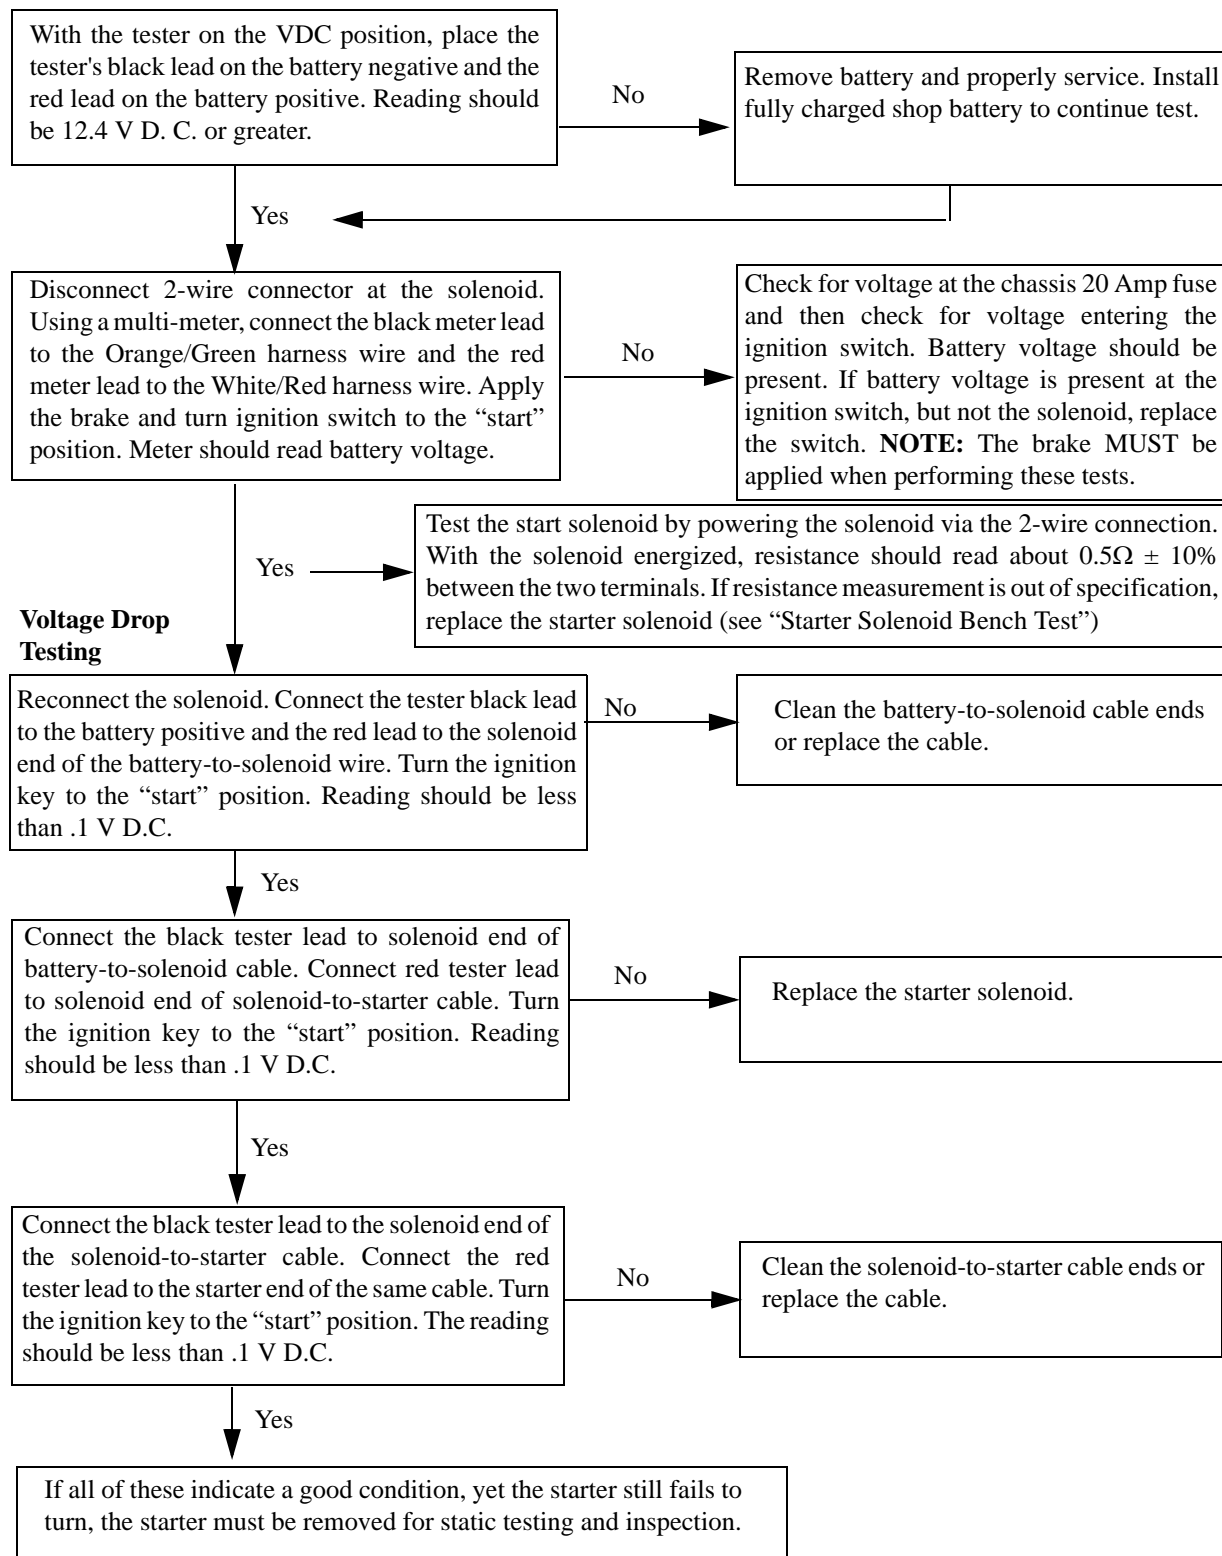 With the tester on the VDC position, place the
tester's black lead on the battery negative and the
red lead on the battery positive. Reading should
be 12.4 V D. C. or greater.
No
Remove battery and properly service. Install
fully charged shop battery to continue test.
Yes
Disconnect 2-wire connector at the solenoid.
Using a multi-meter, connect the black meter lead
to the Orange/Green harness wire and the red
meter lead to the White/Red harness wire. Apply
the brake and turn ignition switch to the “start”
position. Meter should read battery voltage.
No
Check for voltage at the chassis 20 Amp fuse
and then check for voltage entering the
ignition switch. Battery voltage should be
present. If battery voltage is present at the
ignition switch, but not the solenoid, replace
the switch. NOTE: The brake MUST be
applied when performing these tests.
Yes
Test the start solenoid by powering the solenoid via the 2-wire connection.
With the solenoid energized, resistance should read about 0.5Ω ± 10%
between the two terminals. If resistance measurement is out of specification,
replace the starter solenoid (see “Starter Solenoid Bench Test”)
Voltage Drop
Testing
Reconnect the solenoid. Connect the tester black lead
to the battery positive and the red lead to the solenoid
end of the battery-to-solenoid wire. Turn the ignition
key to the “start” position. Reading should be less
than .1 V D.C.
No
Clean the battery-to-solenoid cable ends
or replace the cable.
Yes
Connect the black tester lead to solenoid end of
battery-to-solenoid cable. Connect red tester lead
to solenoid end of solenoid-to-starter cable. Turn
the ignition key to the “start” position. Reading
should be less than .1 V D.C.
No
Replace the starter solenoid.
Yes
Connect the black tester lead to the solenoid end of
the solenoid-to-starter cable. Connect the red
tester lead to the starter end of the same cable. Turn
the ignition key to the “start” position. The reading
should be less than .1 V D.C.
No
Clean the solenoid-to-starter cable ends or
replace the cable.
Yes
If all of these indicate a good condition, yet the starter still fails to
turn, the starter must be removed for static testing and inspection.